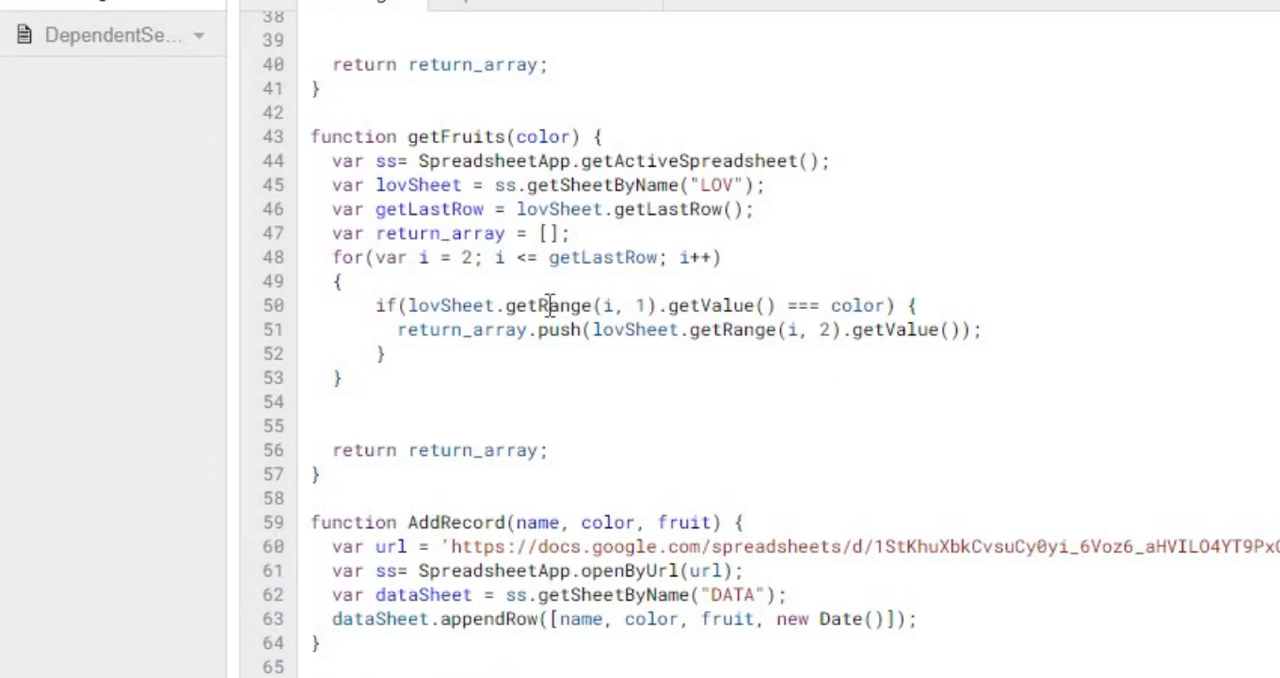 DependentSe...
38
39
40 return return_array;
41 }
42
43 function getFruits(color) {
44 var ss= SpreadsheetApp.getActiveSpreadsheet();
45 var lovSheet = ss.getSheetByName("LOV");
46 var getLastRow = lovSheet.getLastRow();
47 var return_array = [];
48 for(var i = 2; i <= getLastRow; i++)
49 {
50 if(lovSheet.getRange(i, 1).getValue() === color) {
51 return_array.push(lovSheet.getRange(i, 2).getValue());
52 }
53 }
54
55
56 return return_array;
57 }
58
59 function AddRecord(name, color, fruit) {
60 var url = 'https://docs.google.com/spreadsheets/d/1StKhuXbkCvsuCy0yi_6Voz6_aHVILO4YT9Px
61 var ss= SpreadsheetApp.openByUrl(url);
62 var dataSheet = ss.getSheetByName("DATA");
63 dataSheet.appendRow([name, color, fruit, new Date()]);
64 }
65